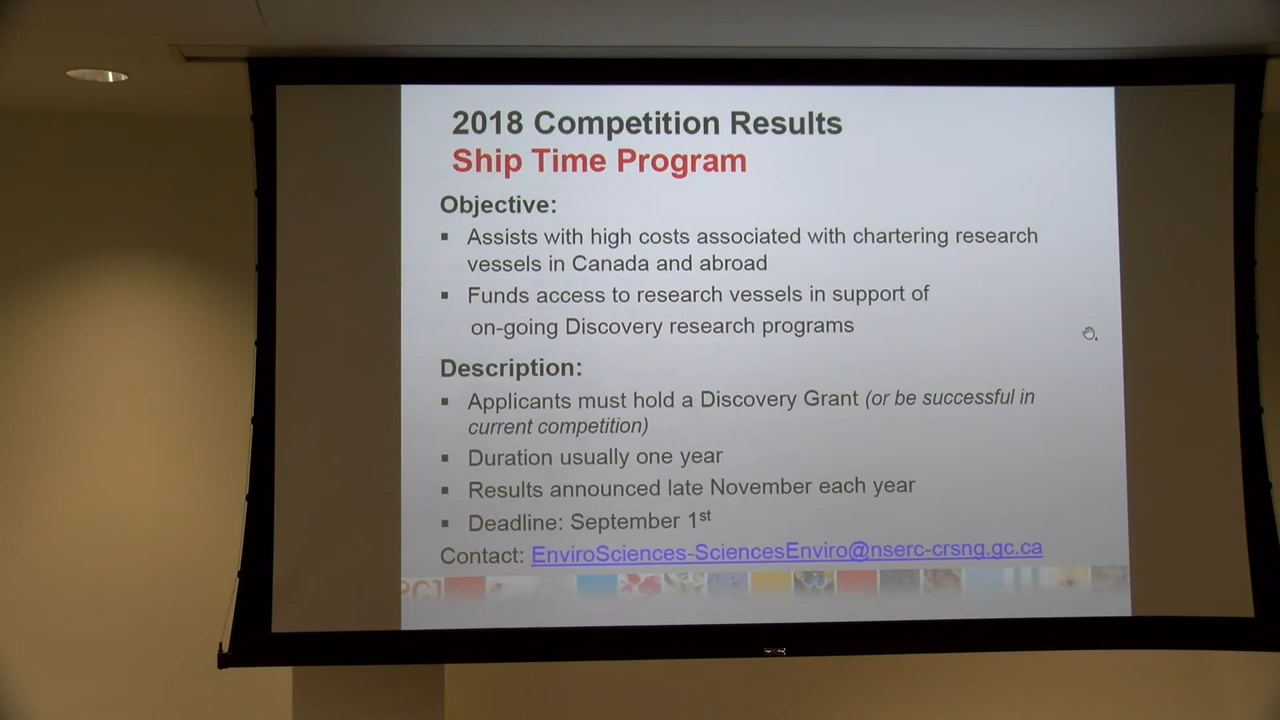 2018 Competition Results
Ship Time Program
Objective:
▪ Assists with high costs associated with chartering research
vessels in Canada and abroad
▪ Funds access to research vessels in support of
on-going Discovery research programs
Description:
▪ Applicants must hold a Discovery Grant (or be successful in
current competition)
▪ Duration usually one year
▪ Results announced late November each year
▪ Deadline: September 1st
Contact: EnviroSciences-SciencesEnviro@nserc-crsng.gc.ca